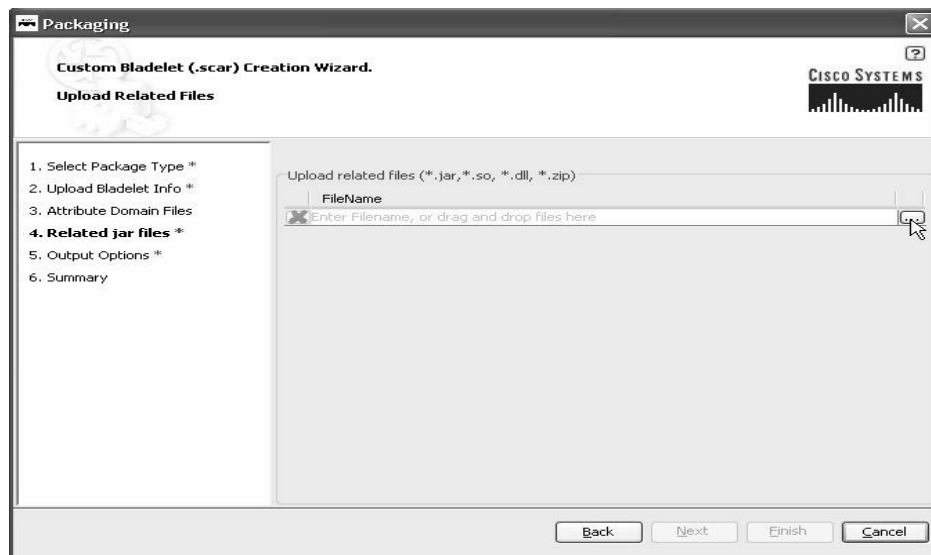 Packaging
?
Custom Bladelet (.scar) Creation Wizard.
Upload Related Files
CISCO SYSTEMS
1. Select Package Type *
2. Upload Bladelet Info *
3. Attribute Domain Files
4. Related jar files *
5. Output Options *
6. Summary
Upload related files (*.jar,*.so, *.dll, *.zip)
FileName
Enter Filename, or drag and drop files here
...
Back Next Finish Cancel